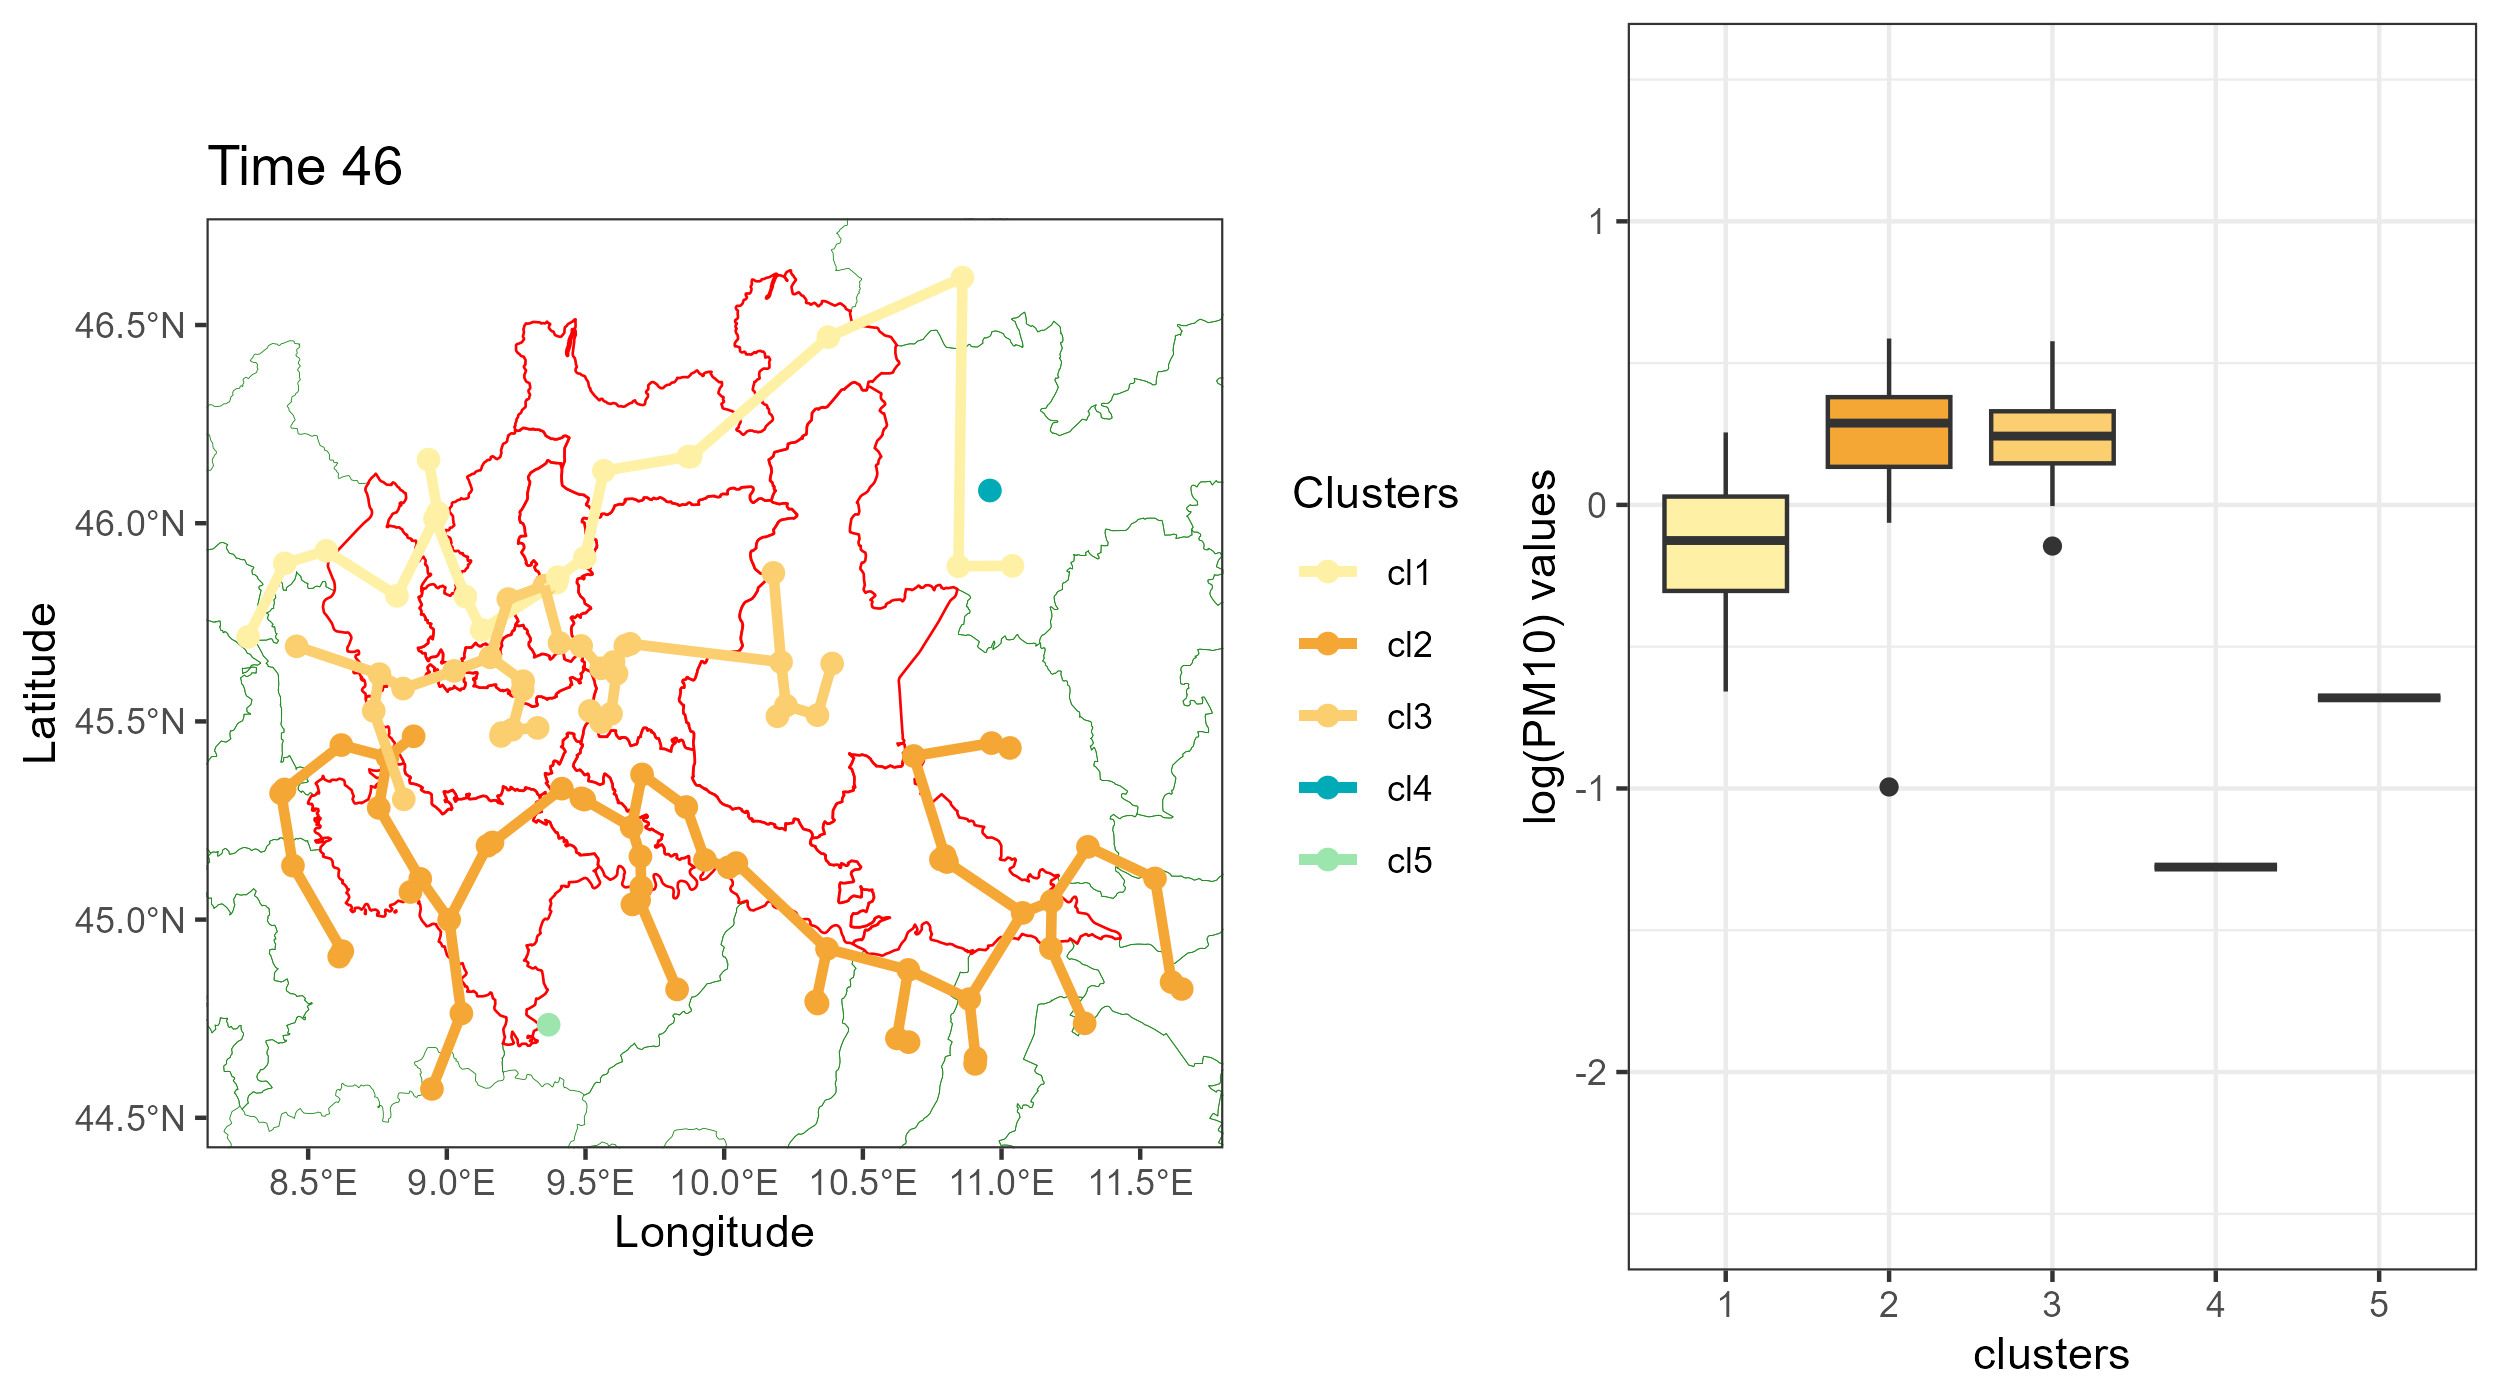 Time 46
46.5°N
46.0°N
45.5°N
45.0°N
44.5°N
Latitude
8.5°E 9.0°E 9.5°E 10.0°E 10.5°E 11.0°E 11.5°E
Longitude
Clusters
cl1
cl2
cl3
cl4
cl5
log(PM10) values
1
0
-1
-2
1 2 3 4 5
clusters